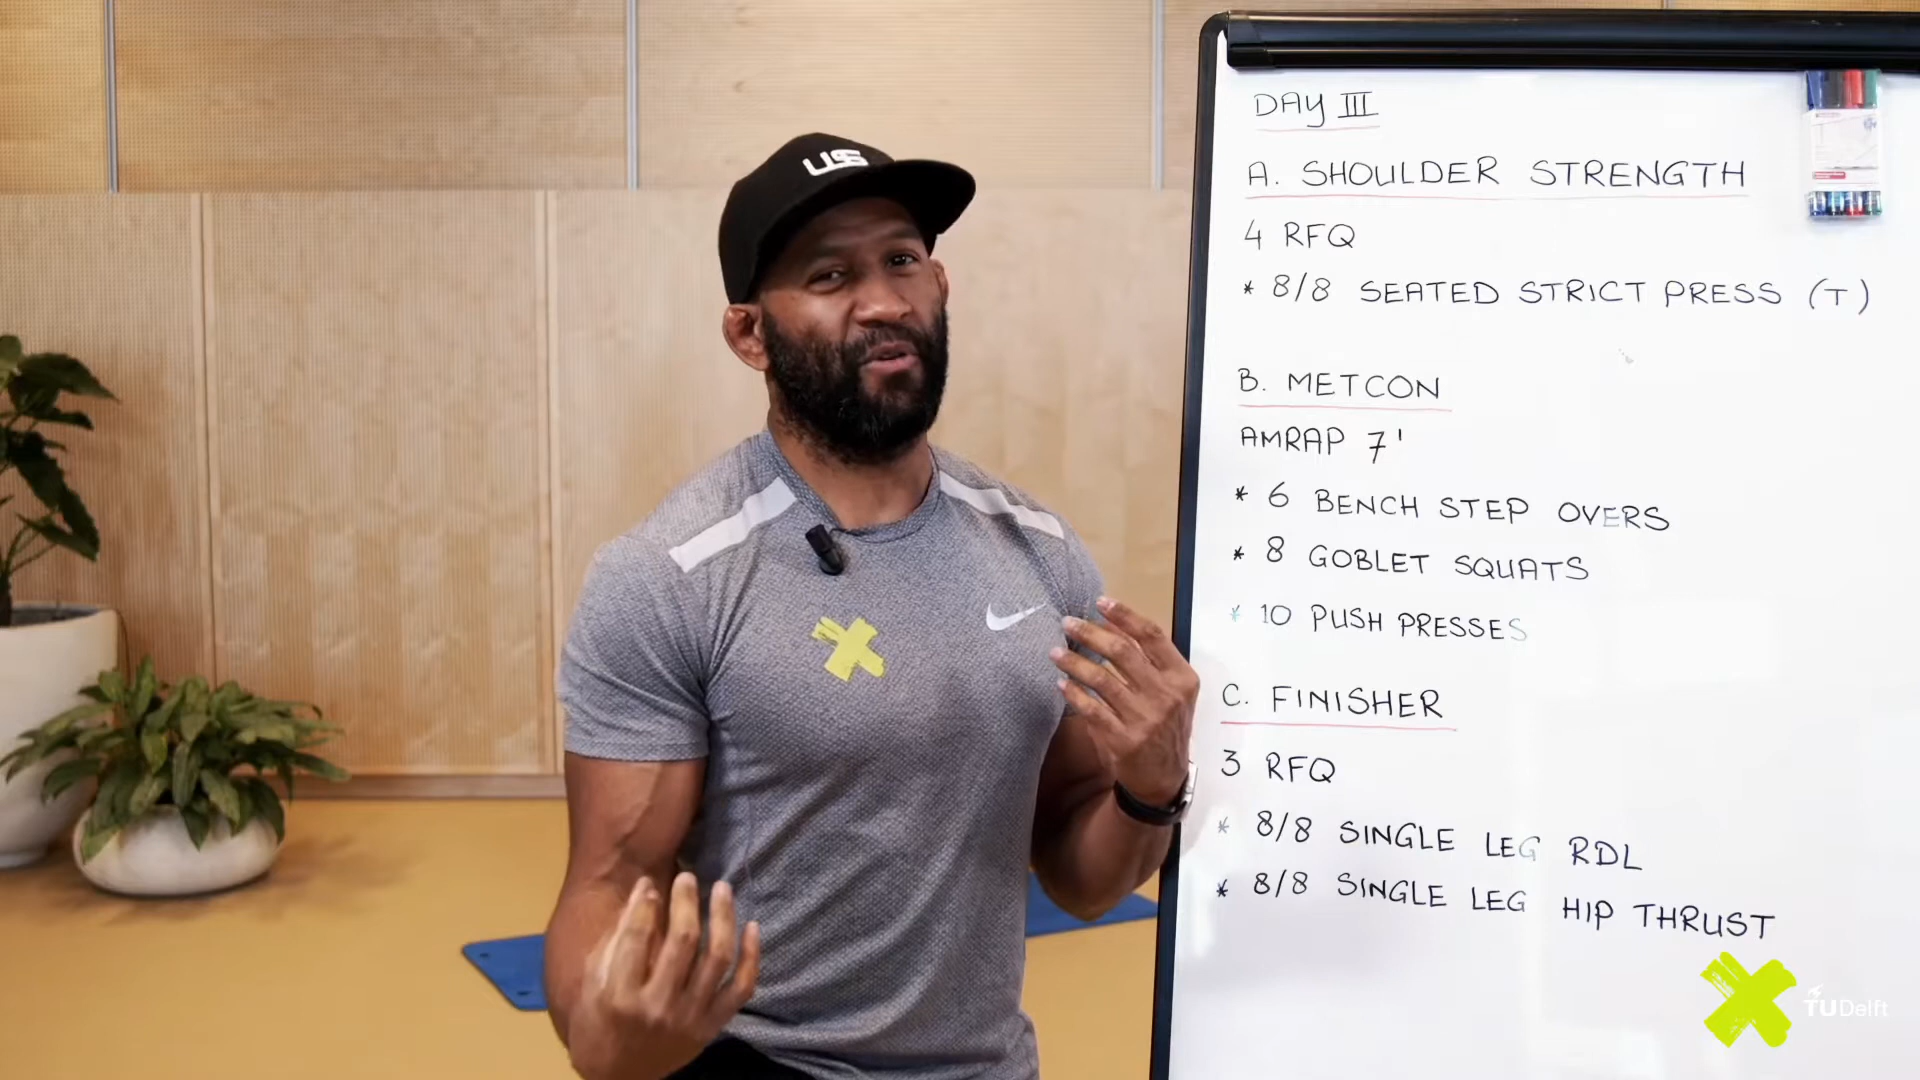 US
DAY III
A. SHOULDER STRENGTH
4 RFQ
* 8/8 SEATED STRICT PRESS (T)
B. METCON
AMRAP 7'
* 6 BENCH STEP OVERS
* 8 GOBLET SQUATS
* 10 PUSH PRESSES
C. FINISHER
3 RFQ
* 8/8 SINGLE LEG RDL
* 8/8 SINGLE LEG HIP THRUST
TUDelft